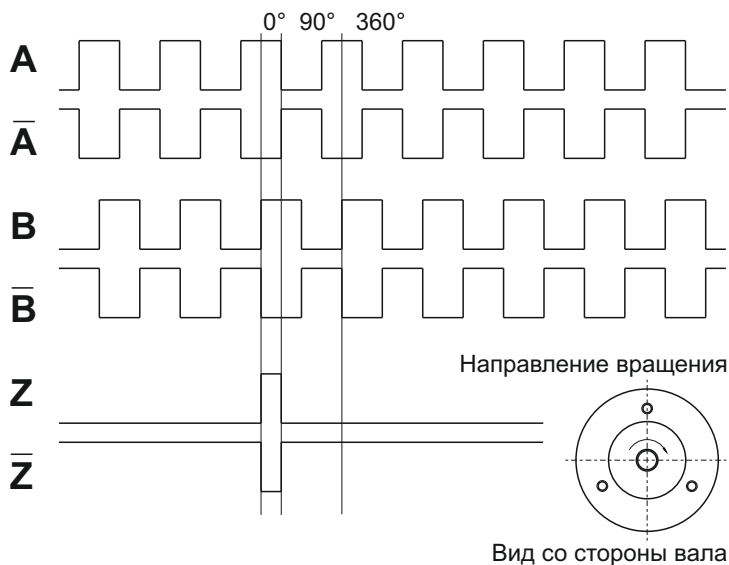 0° 90° 360°
A
A̅
B
B̅
Z
Z̅
Направление вращения
Вид со стороны вала